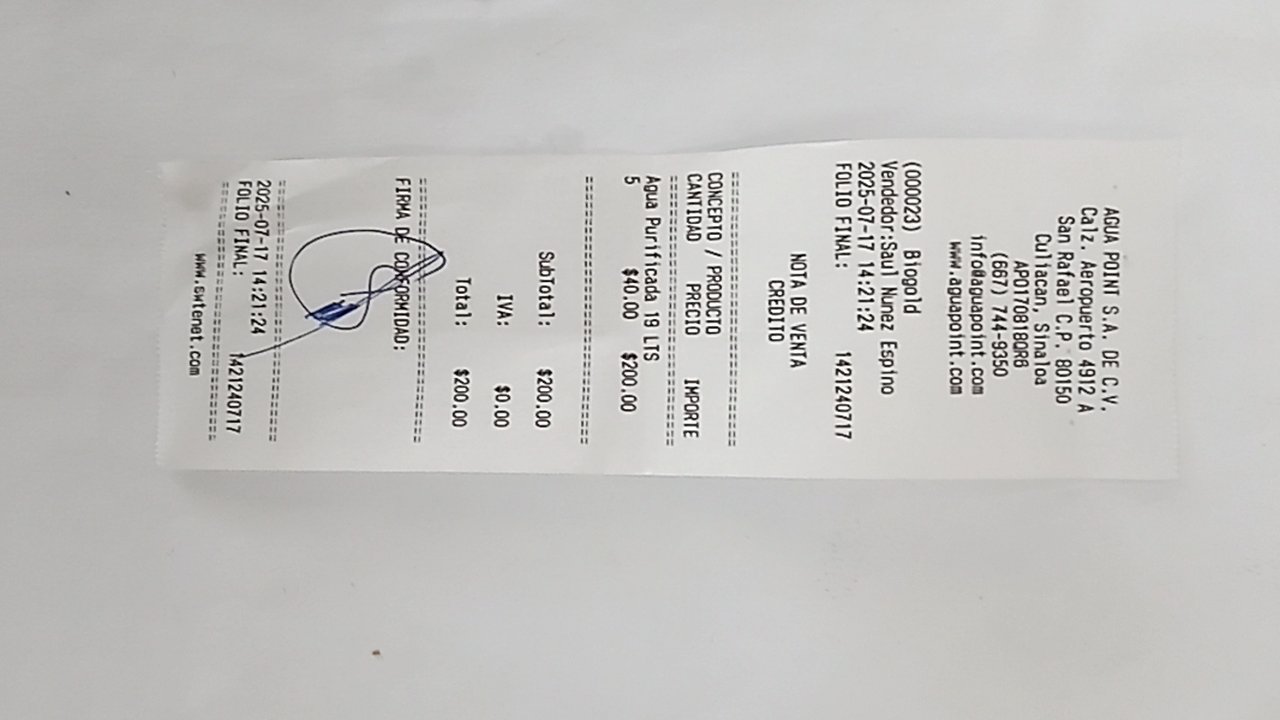 AGUA POINT S.A. DE C.V.
Calz. Aeropuerto 4912 A
San Rafael C.P. 80150
Culiacan, Sinaloa
APO170818QR6
(667) 744-9350
info@aguapoint.com
www.aguapoint.com
(000023) Biogold
Vendedor:Saul Nunez Espino
2025-07-17 14:21:24
FOLIO FINAL: 1421240717
NOTA DE VENTA
CREDITO
==============================
CONCEPTO / PRODUCTO
CANTIDAD PRECIO IMPORTE
==============================
Agua Purificada 19 LTS
5 $40.00 $200.00
==============================
SubTotal: $200.00
IVA: $0.00
Total: $200.00
==============================
FIRMA DE CONFORMIDAD:
==============================
2025-07-17 14:21:24
FOLIO FINAL: 1421240717
==============================
www.swtenet.com